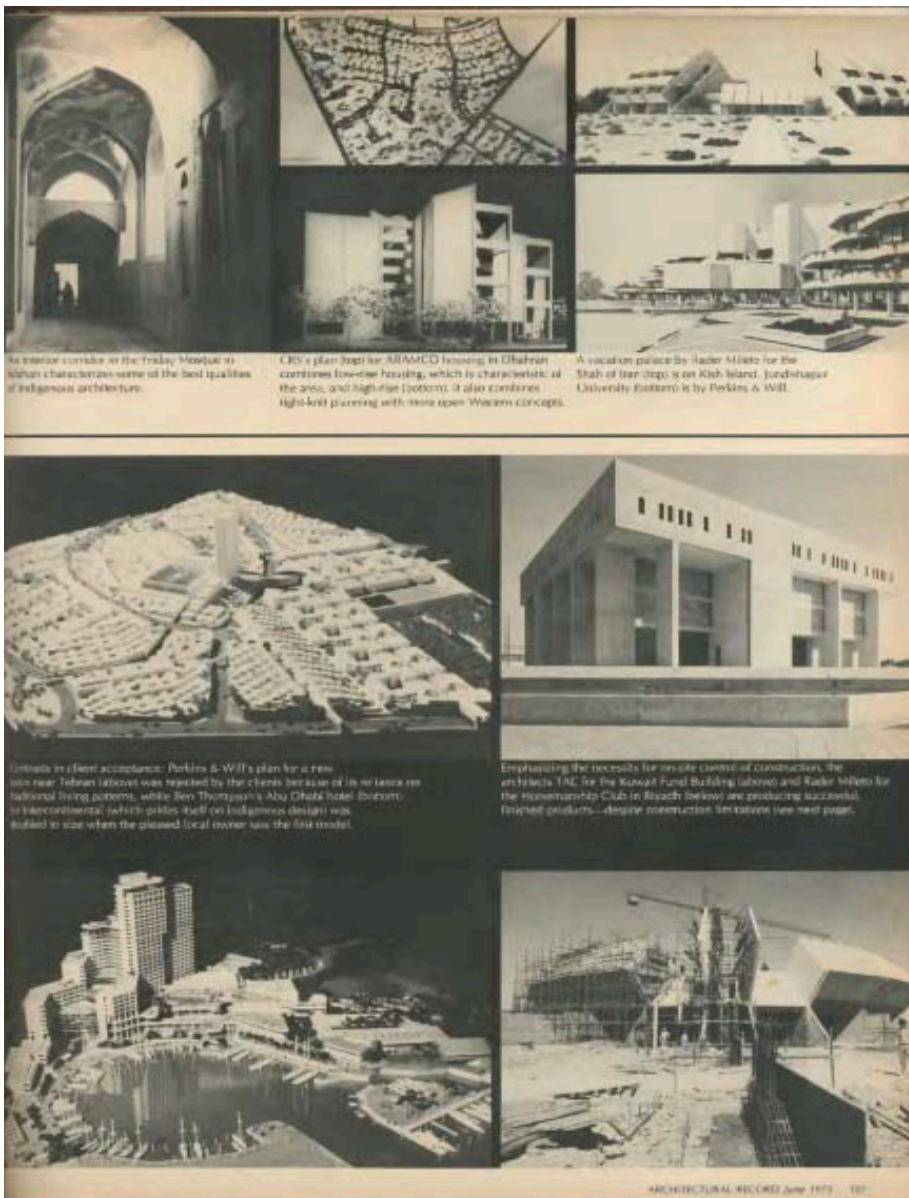 An interior corridor in the Friday Mosque in
Isfahan characterizes some of the best qualities
of indigenous architecture.
CRS's plan (top) for ARAMCO housing in Dhahran
combines low-rise housing, which is characteristic of
the area, and high-rise (bottom). It also combines
tight-knit planning with more open Western concepts.
A vacation palace by Rader Mileto for the
Shah of Iran (top) is on Kish Island. Jondishapur
University (bottom) is by Perkins & Will.
in client acceptance: Perkins & Will's plan for a new
town near Tehran (above) was rejected by the clients because of its reliance on
traditional living patterns, while Ben Thompson's Abu Dhabi hotel (bottom)
Intercontinental (which prides itself on indigenous design) was
doubled in size when the pleased local owner saw the first model.
Emphasizing the necessity for on-site control of construction, the
architects TAC for the Kuwait Fund Building (above) and Rader Mileto for
the Horsemanship Club in Riyadh (below) are producing successful,
finished products—despite construction limitations (see next page).
ARCHITECTURAL RECORD June 1975 107